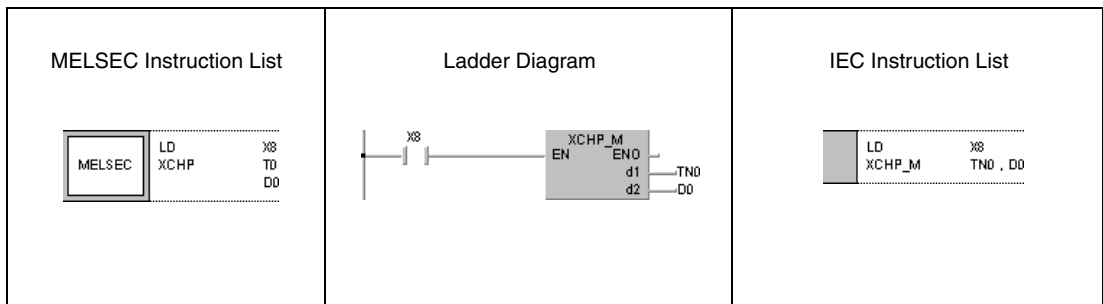 MELSEC Instruction List
MELSEC
LD X8
XCHP T0
D0
Ladder Diagram
X8
XCHP_M
EN ENO
d1 TN0
d2 D0
IEC Instruction List
LD X8
XCHP_M TN0 , D0